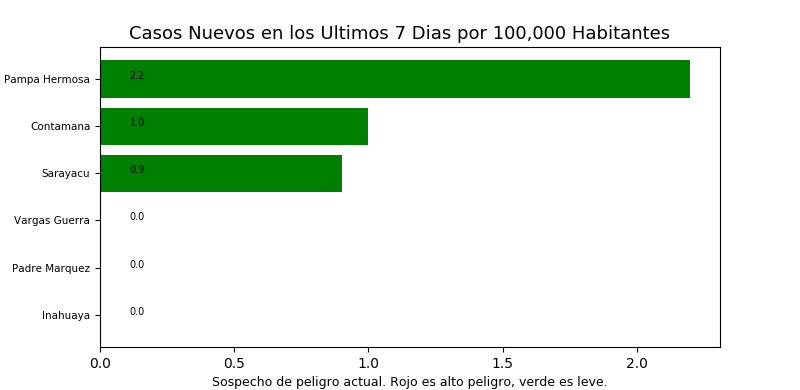 Casos Nuevos en los Ultimos 7 Dias por 100,000 Habitantes
Pampa Hermosa 2.2
Contamana 1.0
Sarayacu 0.9
Vargas Guerra 0.0
Padre Marquez 0.0
Inahuaya 0.0
0.0 0.5 1.0 1.5 2.0
Sospecho de peligro actual. Rojo es alto peligro, verde es leve.